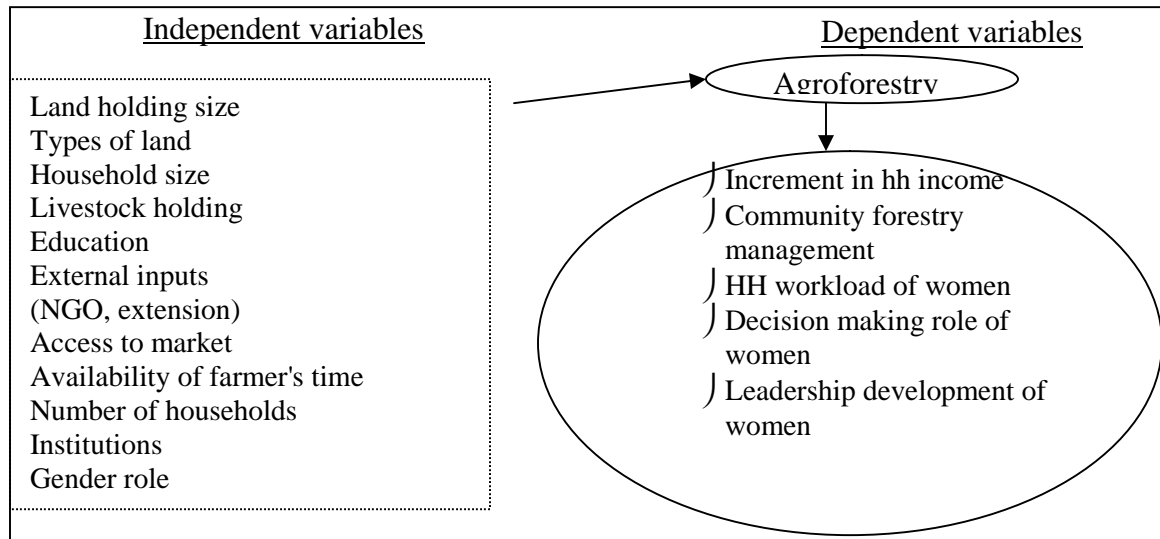 Independent variables
Dependent variables
Land holding size
Types of land
Household size
Livestock holding
Education
External inputs
(NGO, extension)
Access to market
Availability of farmer's time
Number of households
Institutions
Gender role
Agroforestry
Increment in hh income
Community forestry
management
HH workload of women
Decision making role of
women
Leadership development of
women